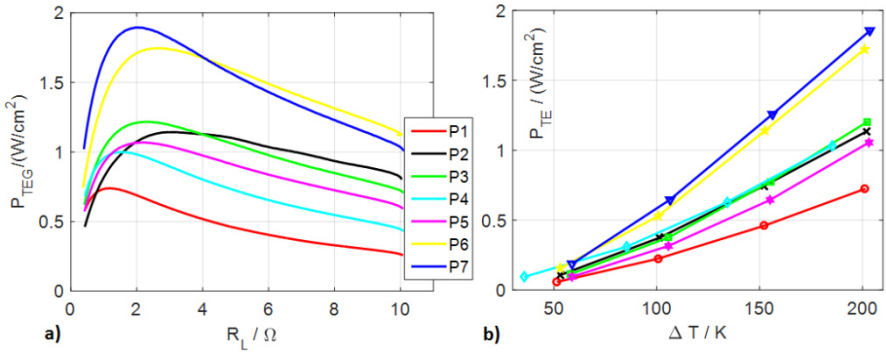 2
1.5
1
0.5
0
P_TEG/(W/cm²)
0 2 4 6 8 10
R_L / Ω
a)
P1
P2
P3
P4
P5
P6
P7
2
1.5
1
0.5
0
P_TE / (W/cm²)
50 100 150 200
Δ T / K
b)